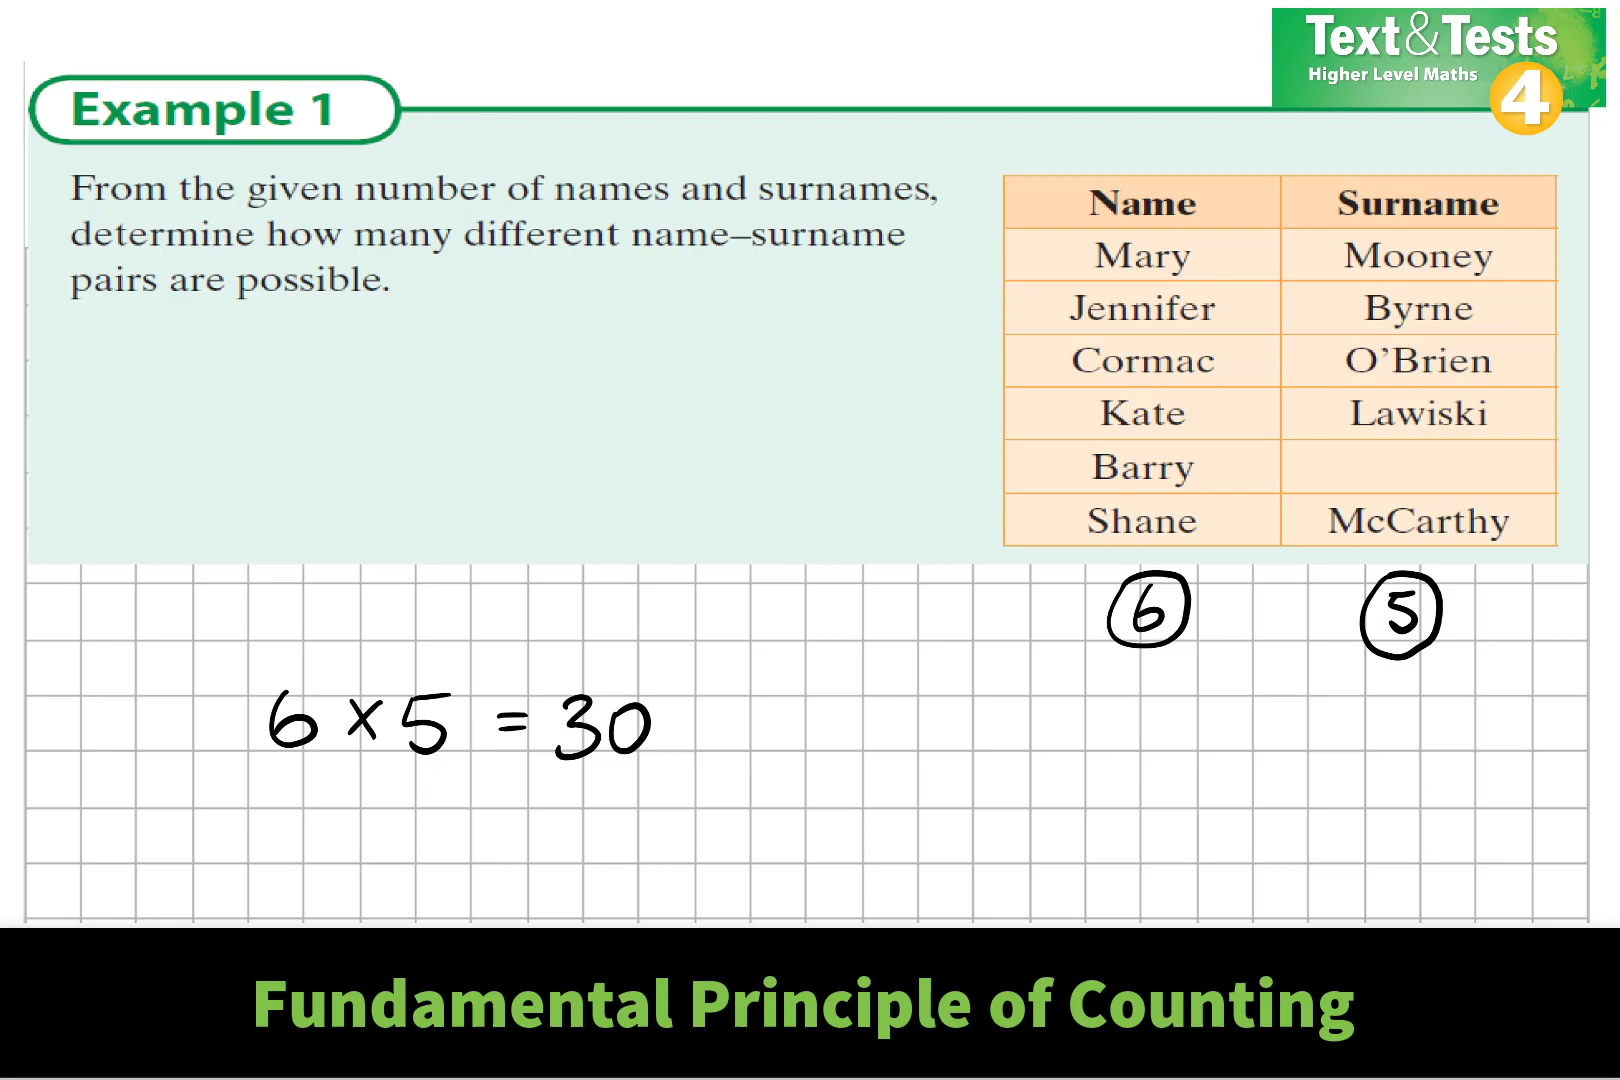 Text&Tests
Higher Level Maths
4
Example 1
From the given number of names and surnames,
determine how many different name–surname
pairs are possible.
Name Surname
Mary Mooney
Jennifer Byrne
Cormac O’Brien
Kate Lawiski
Barry
Shane McCarthy
6 5
6 × 5 = 30
Fundamental Principle of Counting